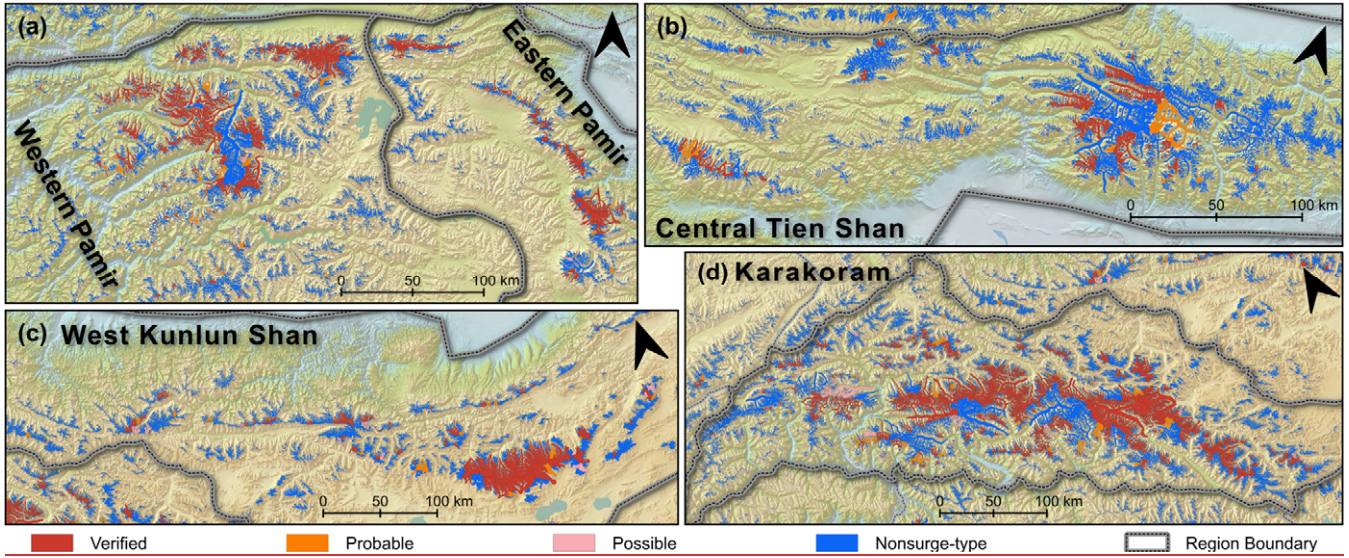 (a)
Eastern Pamir
Western Pamir
0 50 100 km
(b)
Central Tien Shan
0 50 100 km
(c) West Kunlun Shan
0 50 100 km
(d) Karakoram
0 50 100 km
Verified Probable Possible Nonsurge-type Region Boundary